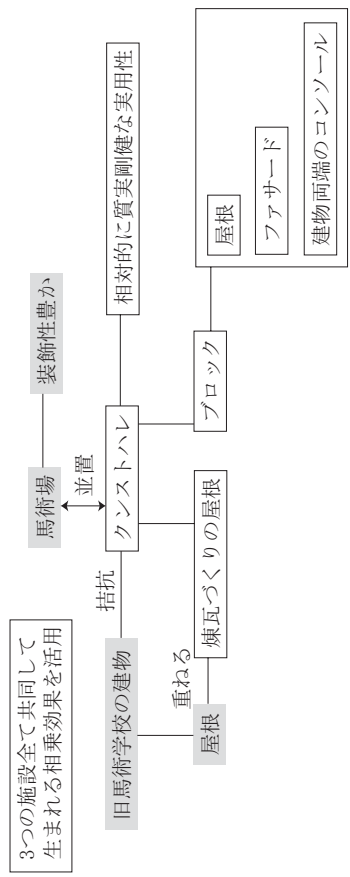 3つの施設全て共同して
生まれる相乗効果を活用
馬術場
装飾性豊か
並置
旧馬術学校の建物
拮抗
クンストハレ
相対的に質実剛健な実用性
重ねる
屋根
煉瓦づくりの屋根
ブロック
屋根
ファサード
建物両端のコンソール